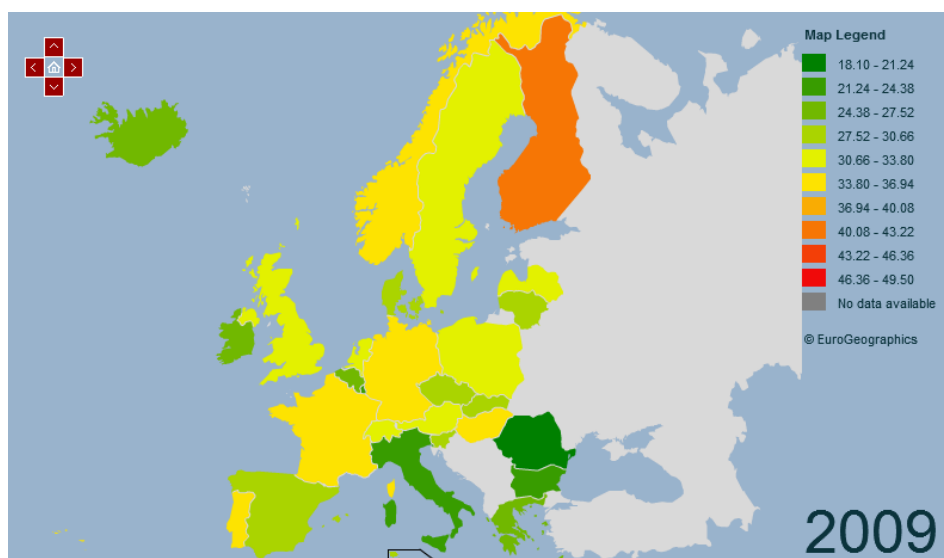 Map Legend
18.10 - 21.24
21.24 - 24.38
24.38 - 27.52
27.52 - 30.66
30.66 - 33.80
33.80 - 36.94
36.94 - 40.08
40.08 - 43.22
43.22 - 46.36
46.36 - 49.50
No data available
© EuroGeographics
2009